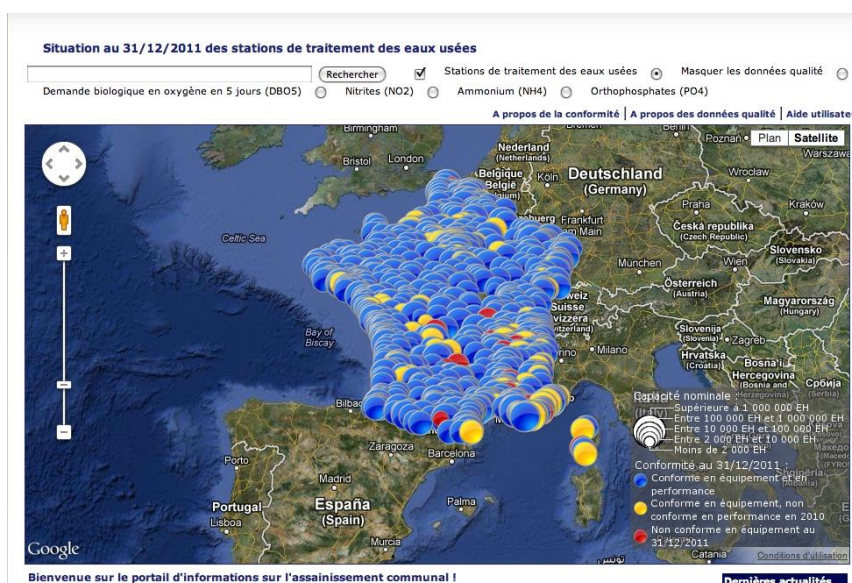 Situation au 31/12/2011 des stations de traitement des eaux usées
Rechercher Stations de traitement des eaux usées Masquer les données qualité
Demande biologique en oxygène en 5 jours (DBO5) Nitrites (NO2) Ammonium (NH4) Orthophosphates (PO4)
A propos de la conformité | A propos des données qualité | Aide utilisate
Birmingham
Bremen
Berlin
Poznań
Plan
Satellite
Nederland
(Netherlands)
Warszawa
Bristol
London
België
Belgique
Köln
Deutschland
(Germany)
Wrocław
Frankfurt
am Main
Praha
Kraków
Česká republika
(Czech Republic)
Celtic Sea
Slovensko
(Slovakia)
München
Wien
Österreich
(Austria)
Magyarország
(Hungary)
Suisse
Bay of
Biscay
Milano
Slovenija
(Slovenia)
Zagreb
Hrvatska
(Croatia)
Bosna i
Hercegovina
(Bosnia and
Herzegovina)
Србија
(Serbia)
Capacité nominale :
Supérieure à 1 000 000 EH
Entre 100 000 EH et 1 000 000 EH
Entre 10 000 EH et 100 000 EH
Entre 2 000 EH et 10 000 EH
Moins de 2 000 EH
(Italy)
Zaragoza
Barcelona
Porto
Madrid
Portugal
España
(Spain)
Palma
Lisboa
Murcia
Conformité au 31/12/2011 :
Conforme en équipement et en
performance
Conforme en équipement, non
conforme en performance en 2010
Non conforme en équipement au
31/12/2011
(Albania)
Google
تونس
Catania
Conditions d'utilisation
Bienvenue sur le portail d'informations sur l'assainissement communal !
Dernières actualités